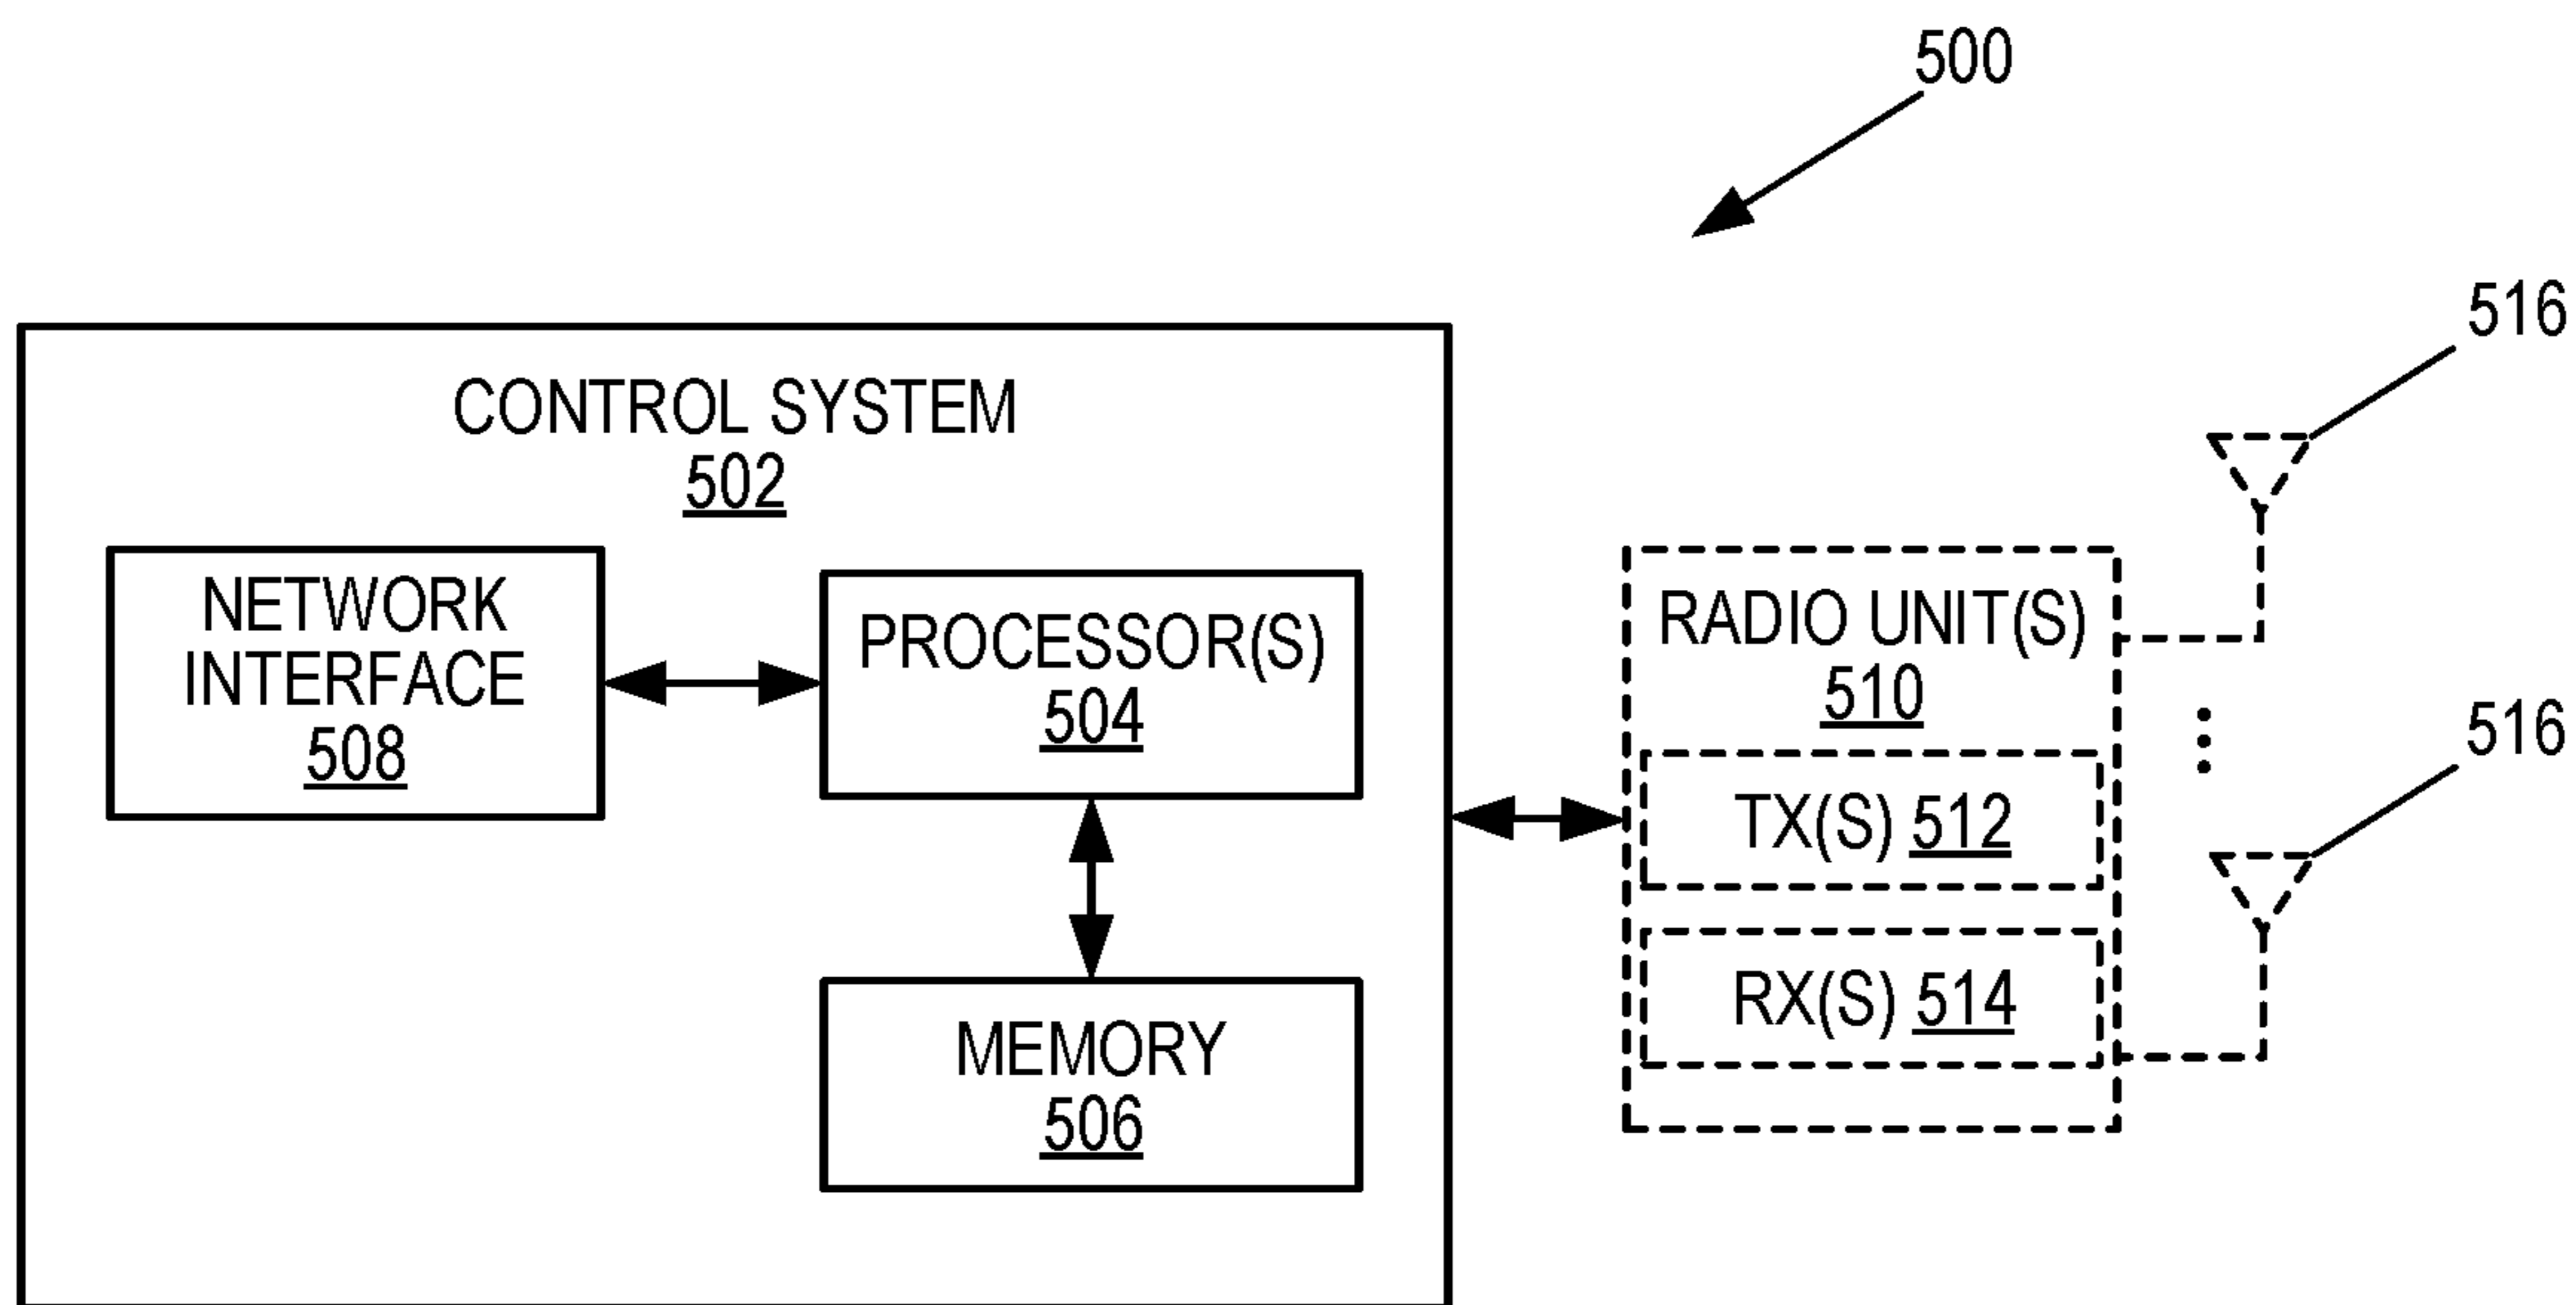 500
516
CONTROL SYSTEM
502
NETWORK
INTERFACE
508
PROCESSOR(S)
504
MEMORY
506
RADIO UNIT(S)
510
TX(S) 512
RX(S) 514
516